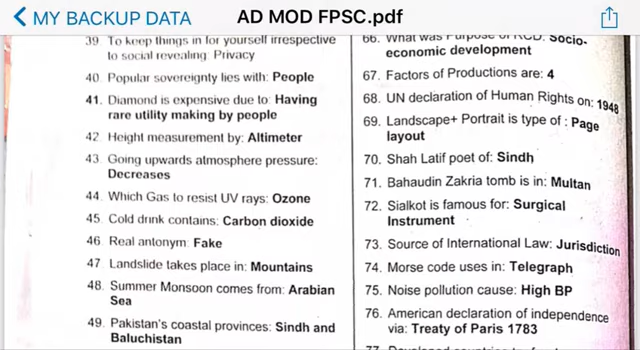 MY BACKUP DATA
AD MOD FPSC.pdf
39. To keep things in for yourself irrespective
to social revealing: Privacy
40. Popular sovereignty lies with: People
41. Diamond is expensive due to: Having
rare utility making by people
42. Height measurement by: Altimeter
43. Going upwards atmosphere pressure:
Decreases
44. Which Gas to resist UV rays: Ozone
45. Cold drink contains: Carbon dioxide
46. Real antonym: Fake
47. Landslide takes place in: Mountains
48. Summer Monsoon comes from: Arabian
Sea
49. Pakistan's coastal provinces: Sindh and
Baluchistan
66. What was Purpose of RCD: Socio-
economic development
67. Factors of Productions are: 4
68. UN declaration of Human Rights on: 1948
69. Landscape+ Portrait is type of : Page
layout
70. Shah Latif poet of: Sindh
71. Bahaudin Zakria tomb is in: Multan
72. Sialkot is famous for: Surgical
Instrument
73. Source of International Law: Jurisdiction
74. Morse code uses in: Telegraph
75. Noise pollution cause: High BP
76. American declaration of independence
via: Treaty of Paris 1783
77.